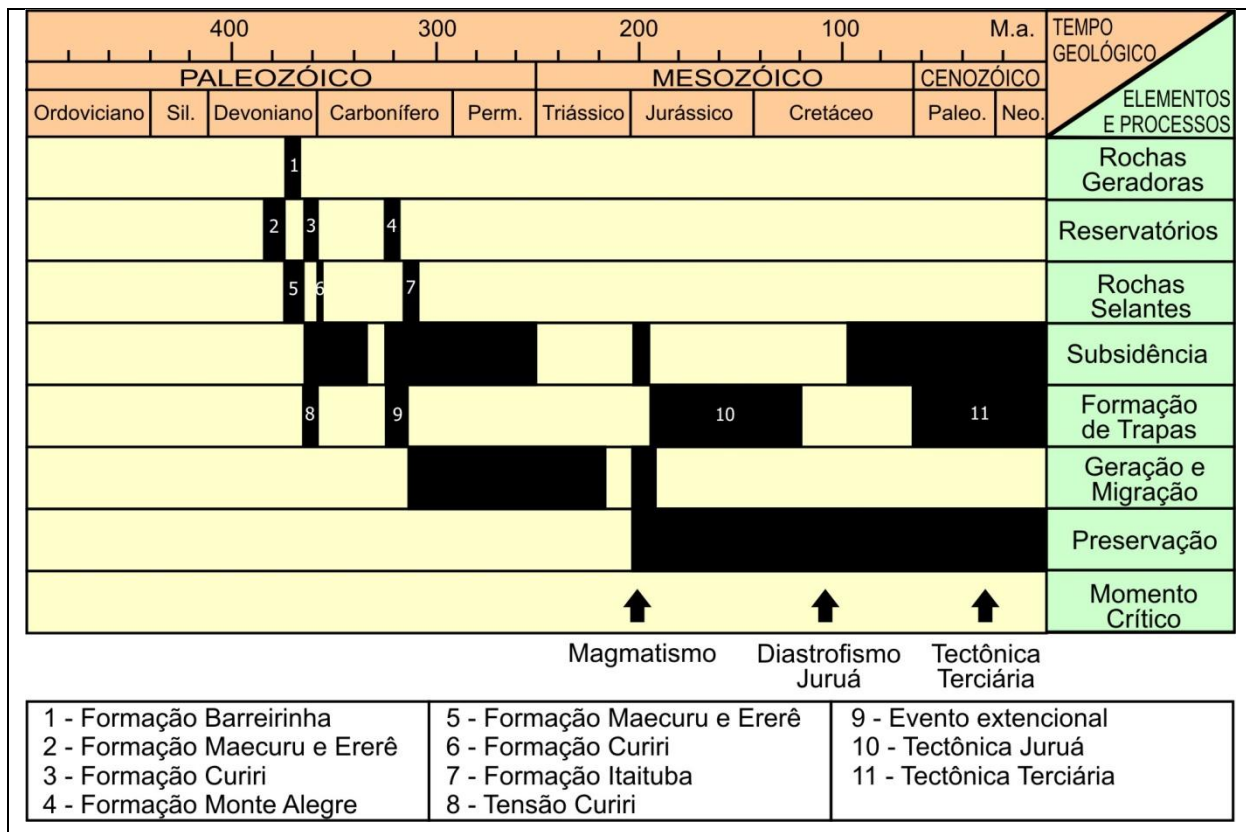 400 300 200 100 M.a. TEMPO
GEOLÓGICO
PALEOZÓICO MESOZÓICO CENOZÓICO
Ordoviciano Sil. Devoniano Carbonífero Perm. Triássico Jurássico Cretáceo Paleo. Neo.
ELEMENTOS
E PROCESSOS
1
Rochas
Geradoras
2 3 4 Reservatórios
5 6 7
Rochas
Selantes
Subsidência
8 9 10 11
Formação
de Trapas
Geração e
Migração
Preservação
Momento
Crítico
Magmatismo
Diastrofismo
Juruá
Tectônica
Terciária
1 - Formação Barreirinha
2 - Formação Maecuru e Ererê
3 - Formação Curiri
4 - Formação Monte Alegre
5 - Formação Maecuru e Ererê
6 - Formação Curiri
7 - Formação Itaituba
8 - Tensão Curiri
9 - Evento extencional
10 - Tectônica Juruá
11 - Tectônica Terciária